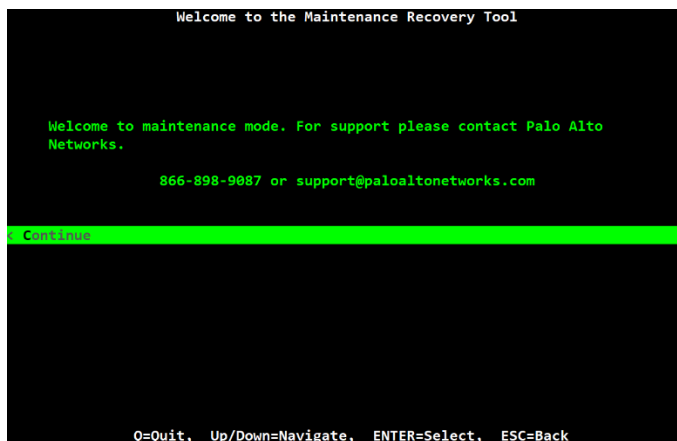 Welcome to the Maintenance Recovery Tool
Welcome to maintenance mode. For support please contact Palo Alto
Networks.
866-898-9087 or support@paloaltonetworks.com
< Continue
Q=Quit, Up/Down=Navigate, ENTER=Select, ESC=Back